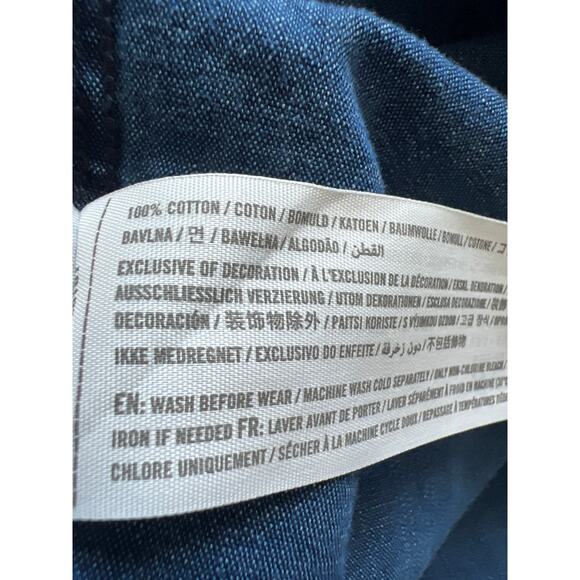 100% COTTON / COTON / BOMULD / KATOEN / BAUMWOLLE / BOMULL / COTONE / コ
BAVLNA / 면 / BAWEŁNA / ALGODÃO / القطن /
EXCLUSIVE OF DECORATION / À L'EXCLUSION DE LA DÉCORATION / EKSKL. DEKORATION /
AUSSCHLIESSLICH VERZIERUNG / UTOM DEKORATIONEN / ESCLUSA DECORAZIONE /
DECORACIÓN / 装饰物除外 / PAITSI KORISTE / S VÝJIMKOU OZDOB / 고급 장식 /
IKKE MEDREGNET / EXCLUSIVO DO ENFEITE / دون زخرفة / 不包括飾物
EN: WASH BEFORE WEAR / MACHINE WASH COLD SEPARATELY / ONLY NON-CHLORINE BLEACH /
IRON IF NEEDED FR: LAVER AVANT DE PORTER / LAVER SÉPARÉMENT À FROID EN MACHINE
CHLORE UNIQUEMENT / SÉCHER À LA MACHINE CYCLE DOUX / REPASSAGE À TEMPÉRATURES